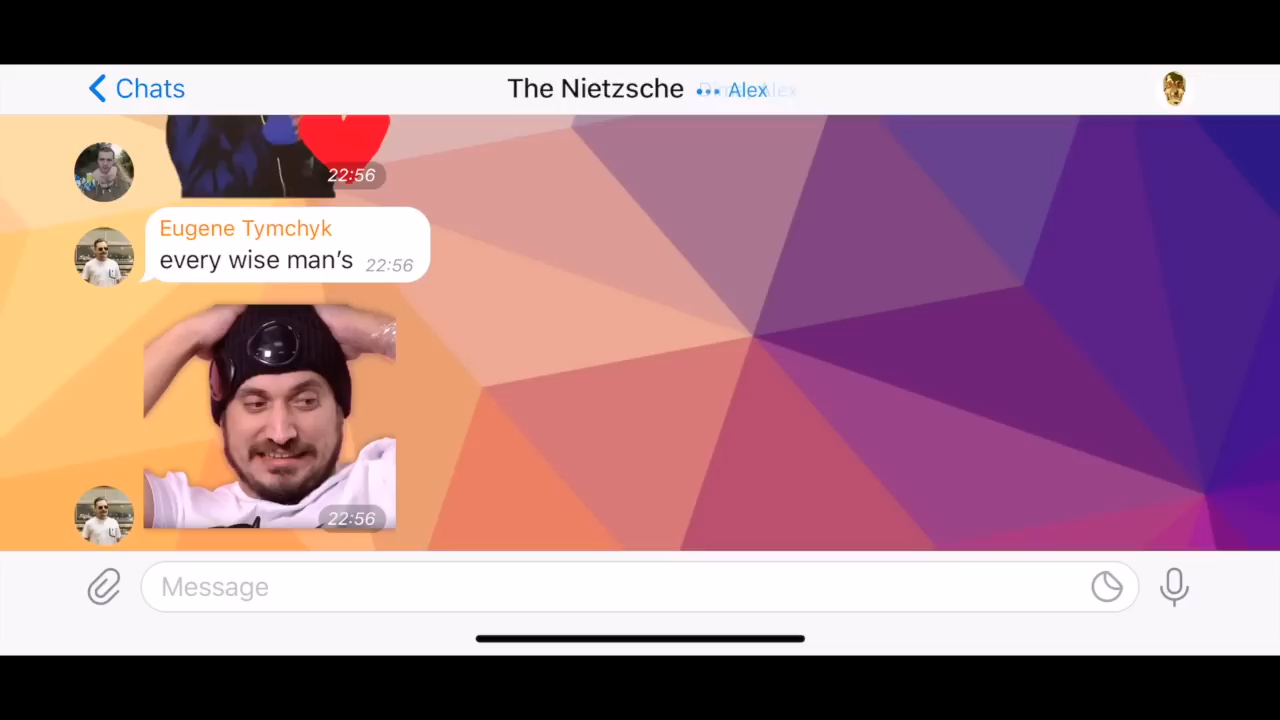 Chats
The Nietzsche ••• Alex
22:56
Eugene Tymchyk
every wise man’s 22:56
22:56
Message